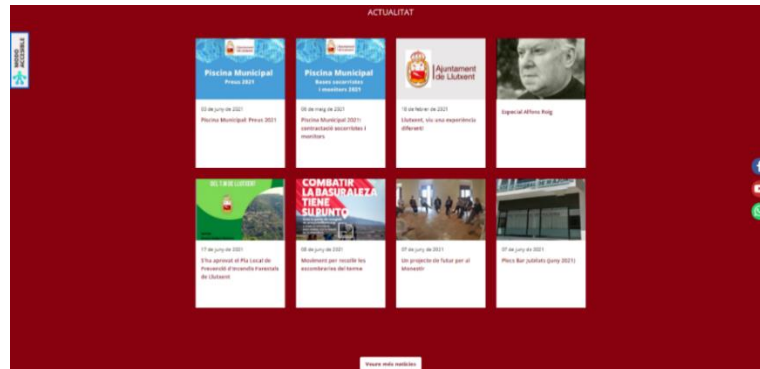 ACTUALITAT
MODO
ACCESIBLE
Piscina Municipal
Preus 2021
03 de juny de 2021
Piscina Municipal: Preus 2021
Piscina Municipal
Bases socorristes
i monitors 2021
06 de maig de 2021
Piscina Municipal 2021:
contractació socorristes i
monitors
Ajuntament
de Llutxent
18 de febrer de 2021
Llutxent, viu una experiència
diferent!
Especial Alfons Roig
DEL T.M DE LLUTXENT
17 de juny de 2021
S'ha aprovat el Pla Local de
Prevenció d'Incendis Forestals
de Llutxent
COMBATIR
LA BASURALEZA
TIENE
SU PUNTO
08 de juny de 2021
Moviment per recollir les
escombraries del terme
07 de juny de 2021
Un projecte de futur per al
Monestir
07 de juny de 2021
Plecs Bar Jubilats (juny 2021)
Veure més notícies